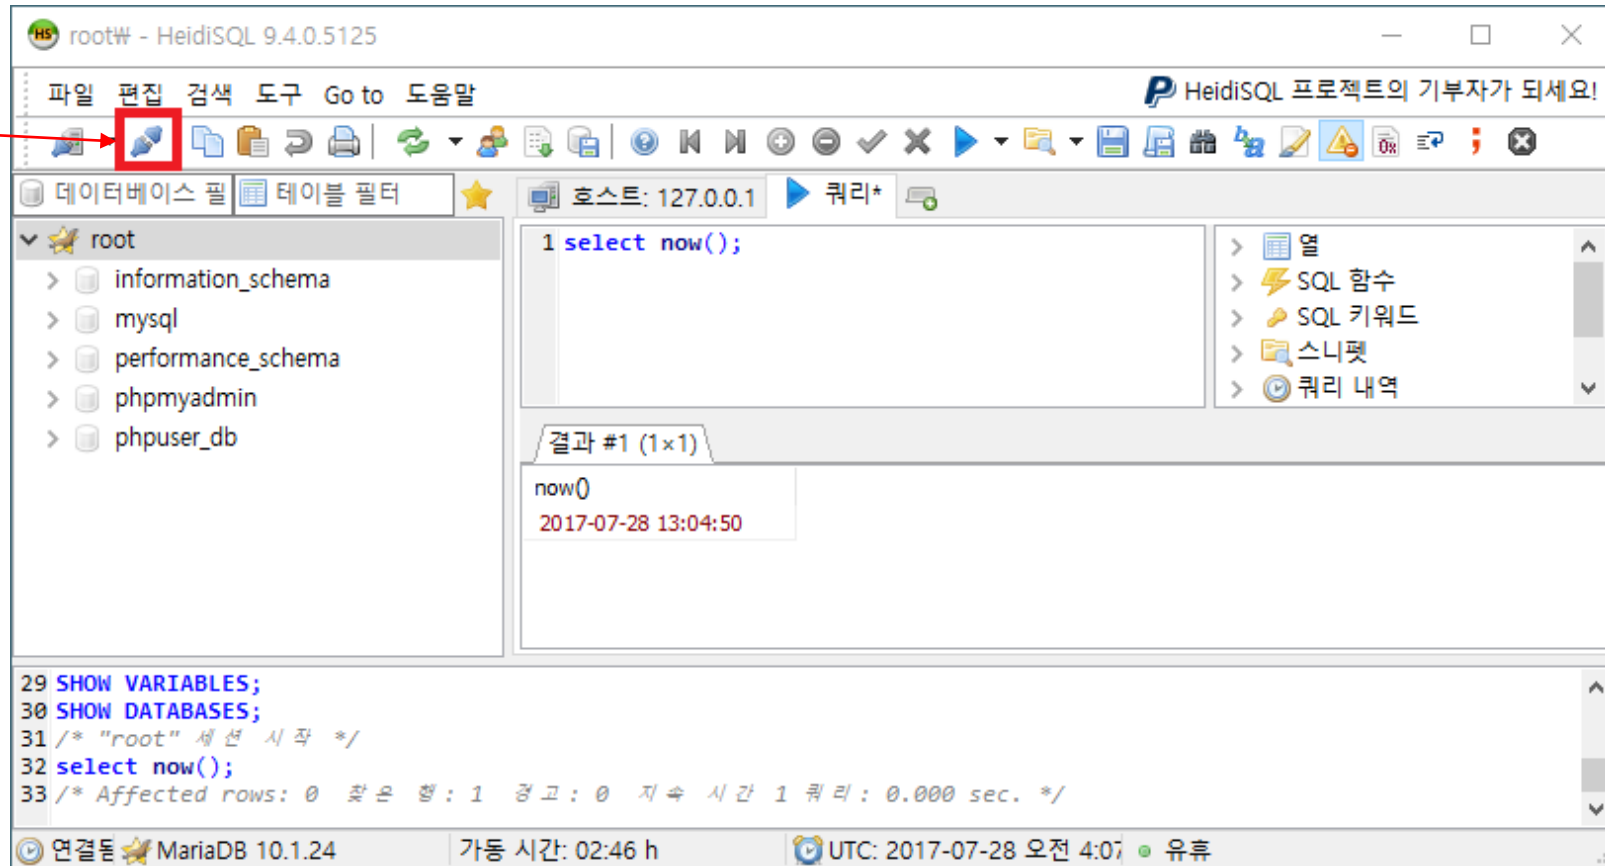 root₩ - HeidiSQL 9.4.0.5125
파일 편집 검색 도구 Go to 도움말
HeidiSQL 프로젝트의 기부자가 되세요!
데이터베이스 필 테이블 필터
호스트: 127.0.0.1 쿼리*
root
information_schema
mysql
performance_schema
phpmyadmin
phpuser_db
1 select now();
열
SQL 함수
SQL 키워드
스니펫
쿼리 내역
결과 #1 (1×1)
now()
2017-07-28 13:04:50
29 SHOW VARIABLES;
30 SHOW DATABASES;
31 /* "root" 세션 시작 */
32 select now();
33 /* Affected rows: 0 찾은 행: 1 경고: 0 지속 시간 1 쿼리: 0.000 sec. */
연결됨 MariaDB 10.1.24 가동 시간: 02:46 h UTC: 2017-07-28 오전 4:07 유휴